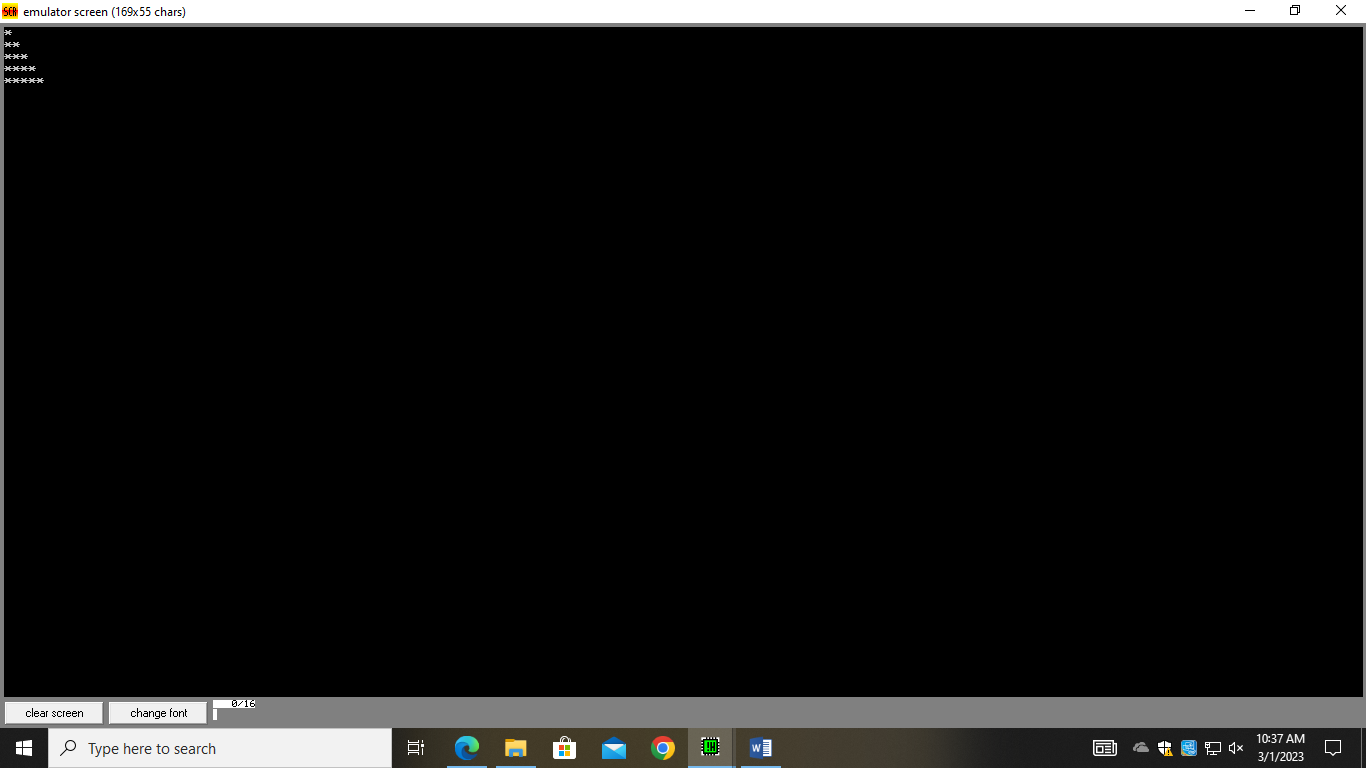 emulator screen (169x55 chars)
*
**
***
****
*****
clear screen
change font
0/16
Type here to search
10:37 AM
3/1/2023